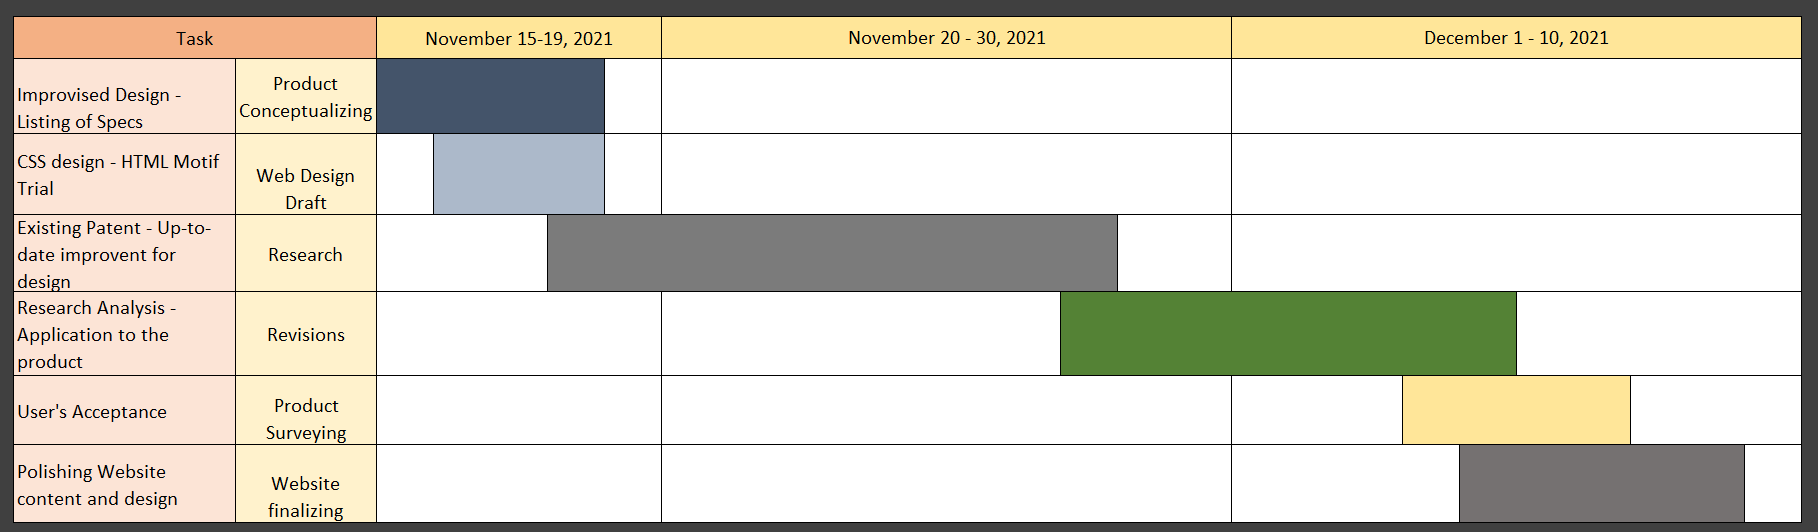 Task
November 15-19, 2021
November 20 - 30, 2021
December 1 - 10, 2021
Improvised Design -
Listing of Specs
Product
Conceptualizing
CSS design - HTML Motif
Trial
Web Design
Draft
Existing Patent - Up-to-
date improvent for
design
Research
Research Analysis -
Application to the
product
Revisions
User's Acceptance
Product
Surveying
Polishing Website
content and design
Website
finalizing